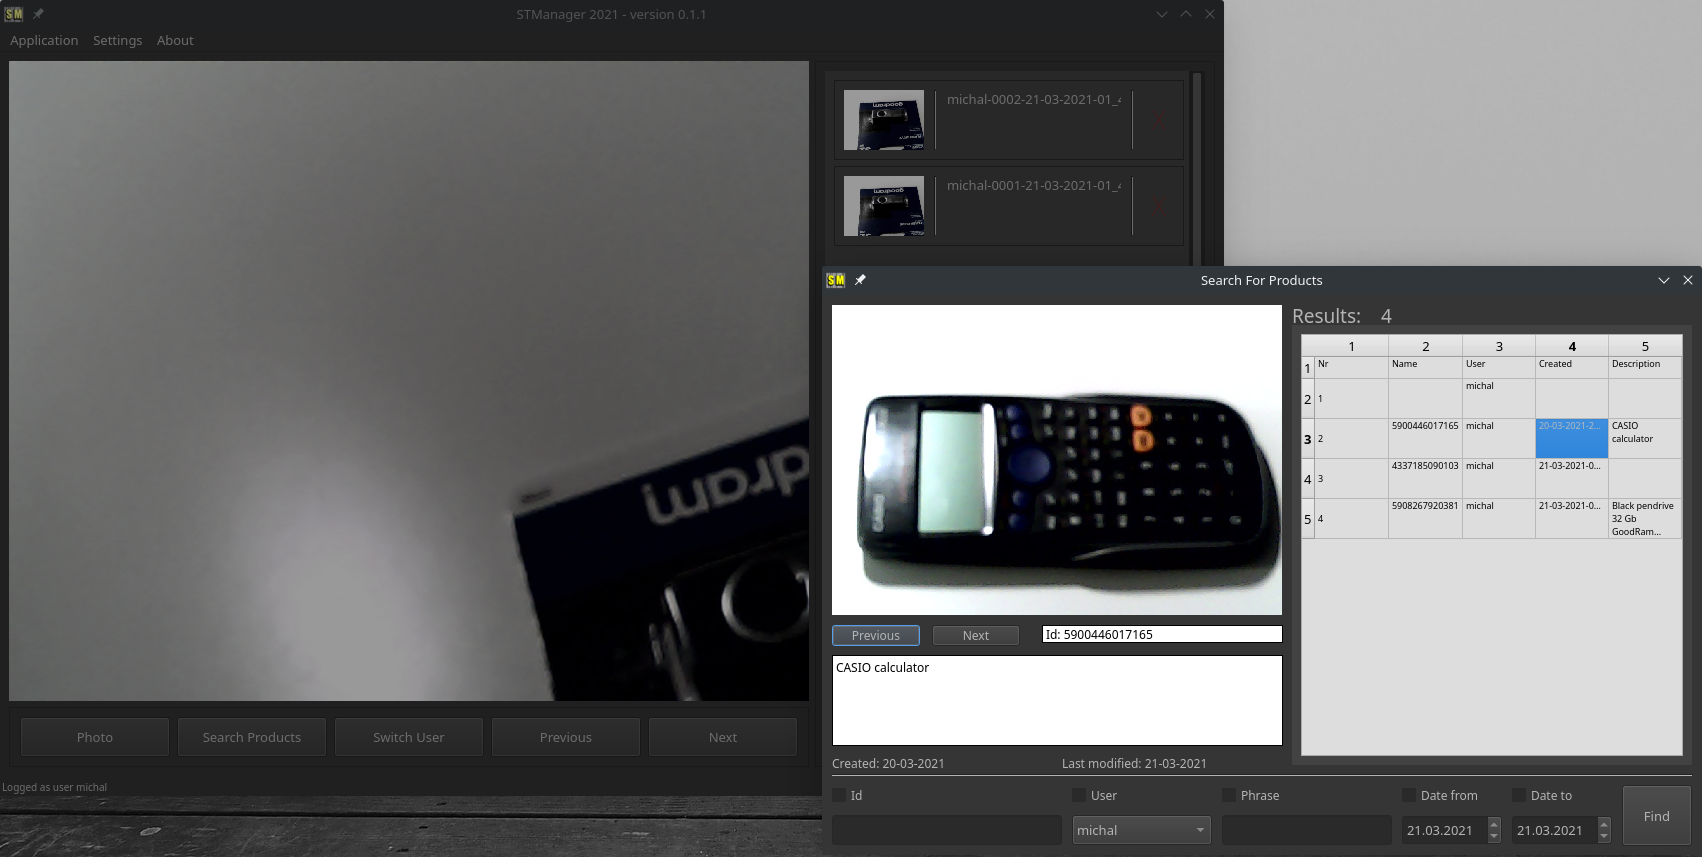 SM
STManager 2021 - version 0.1.1
Application Settings About
michal-0002-21-03-2021-01_4
michal-0001-21-03-2021-01_4
goodram
Photo
Search Products
Switch User
Previous
Next
Logged as user michal
SM
Search For Products
Results: 4
1 2 3 4 5
1 Nr Name User Created Description
2 1 michal
3 2 5900446017165 michal 20-03-2021-2... CASIO calculator
4 3 4337185090103 michal 21-03-2021-0...
5 4 5908267920381 michal 21-03-2021-0... Black pendrive 32 Gb GoodRam...
Previous
Next
Id: 5900446017165
CASIO calculator
Created: 20-03-2021
Last modified: 21-03-2021
Id
User
Phrase
Date from
Date to
michal
21.03.2021
21.03.2021
Find